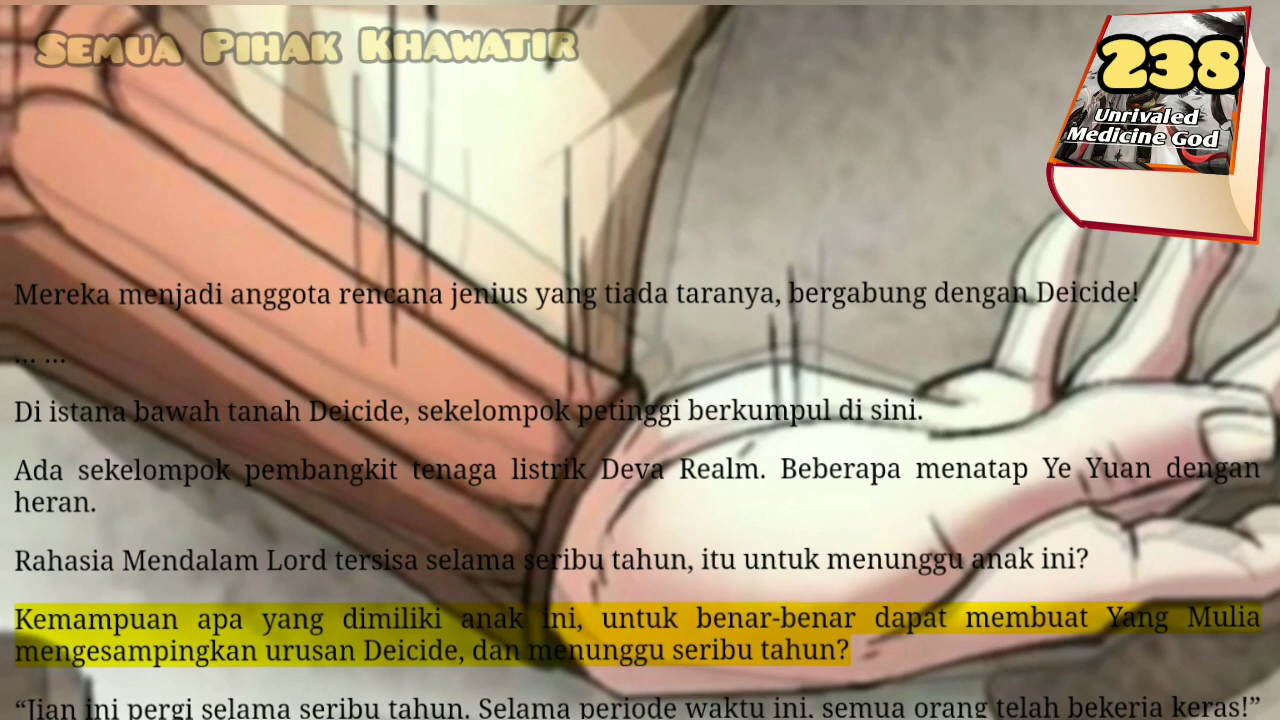 Semua Pihak Khawatir
238
Unrivaled
Medicine God
Mereka menjadi anggota rencana jenius yang tiada taranya, bergabung dengan Deicide!
... ...
Di istana bawah tanah Deicide, sekelompok petinggi berkumpul di sini.
Ada sekelompok pembangkit tenaga listrik Deva Realm. Beberapa menatap Ye Yuan dengan
heran.
Rahasia Mendalam Lord tersisa selama seribu tahun, itu untuk menunggu anak ini?
Kemampuan apa yang dimiliki anak ini, untuk benar-benar dapat membuat Yang Mulia
mengesampingkan urusan Deicide, dan menunggu seribu tahun?
“Jian ini pergi selama seribu tahun. Selama periode waktu ini, semua orang telah bekerja keras!”